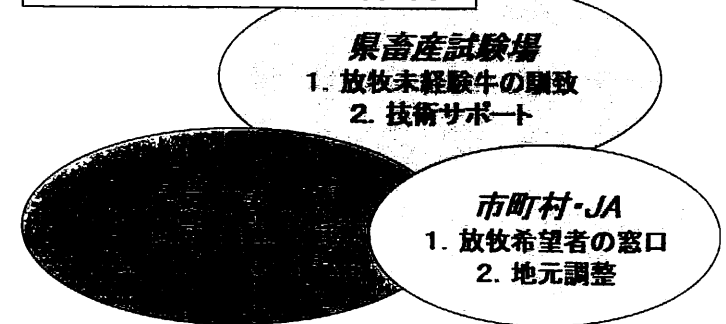 県畜産試験場
1. 放牧未経験牛の馴致
2. 技術サポート
市町村・JA
1. 放牧希望者の窓口
2. 地元調整